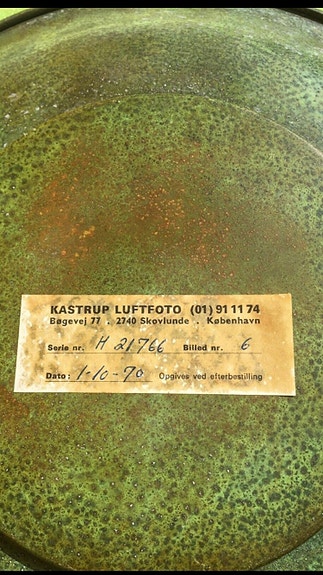 KASTRUP LUFTFOTO (01) 91 11 74
Bøgevej 77 . 2740 Skovlunde . København
Serie nr. H 21766 Billed nr. 6
Dato: 1-10-70 Opgives ved efterbestilling